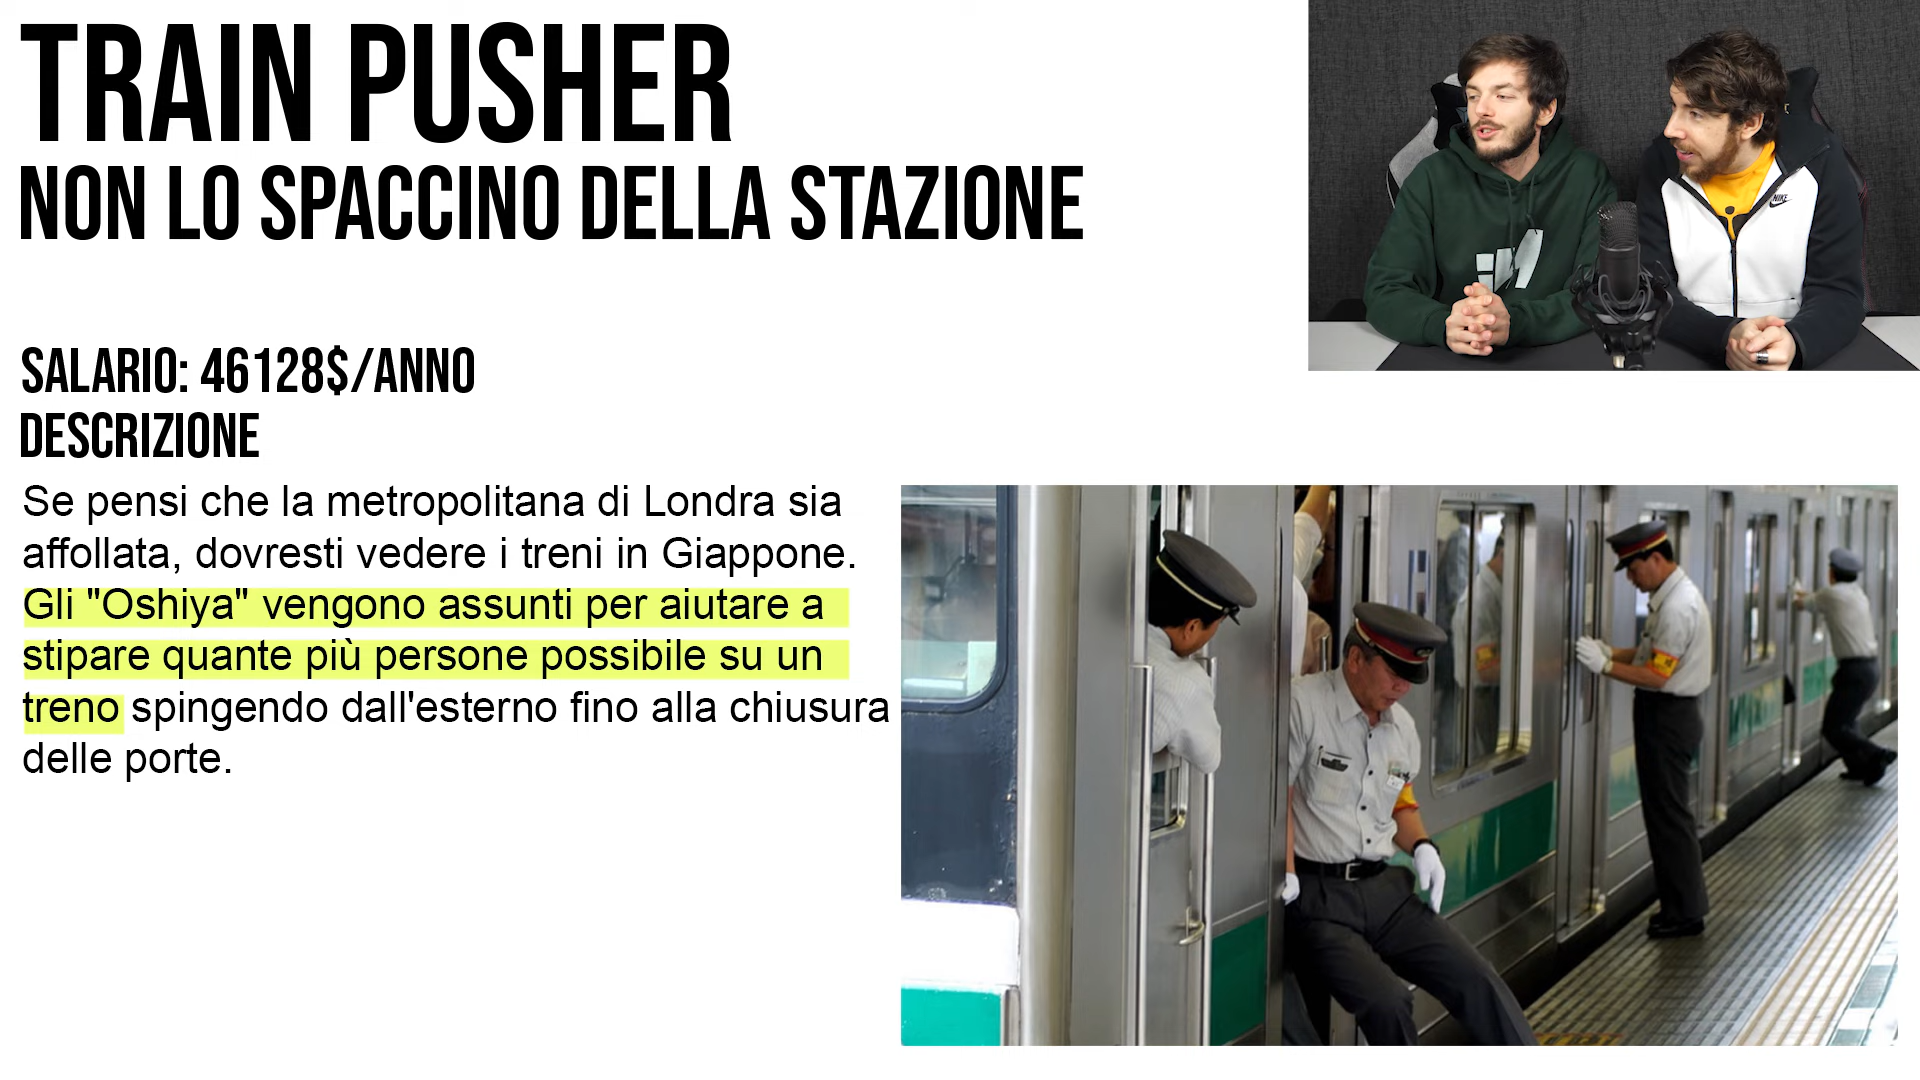 TRAIN PUSHER
NON LO SPACCINO DELLA STAZIONE
SALARIO: 46128$/ANNO
DESCRIZIONE
Se pensi che la metropolitana di Londra sia
affollata, dovresti vedere i treni in Giappone.
Gli "Oshiya" vengono assunti per aiutare a
stipare quante più persone possibile su un
treno spingendo dall'esterno fino alla chiusura
delle porte.
NIKE